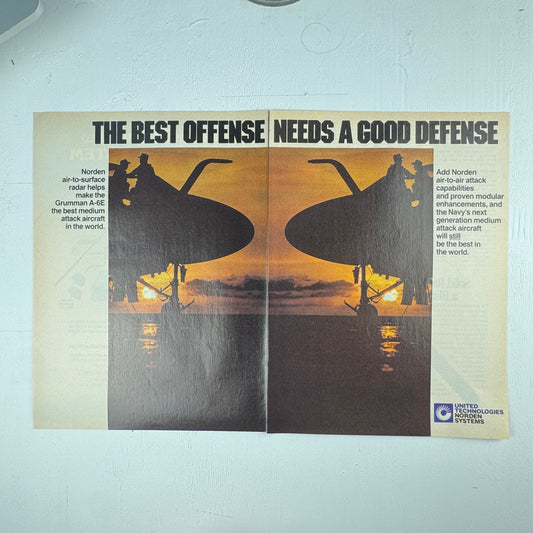 THE BEST OFFENSE NEEDS A GOOD DEFENSE
Norden
air-to-surface
radar helps
make the
Grumman A-6E
the best medium
attack aircraft
in the world.
Add Norden
air-to-air attack
capabilities
and proven modular
enhancements, and
the Navy's next
generation medium
attack aircraft
will still
be the best in
the world.
UNITED
TECHNOLOGIES
NORDEN
SYSTEMS